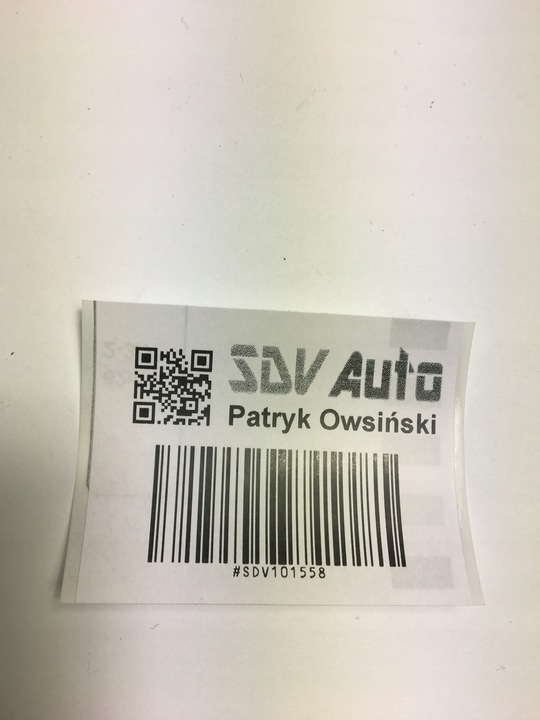 SDV Auto
Patryk Owsiński
#SDV101558